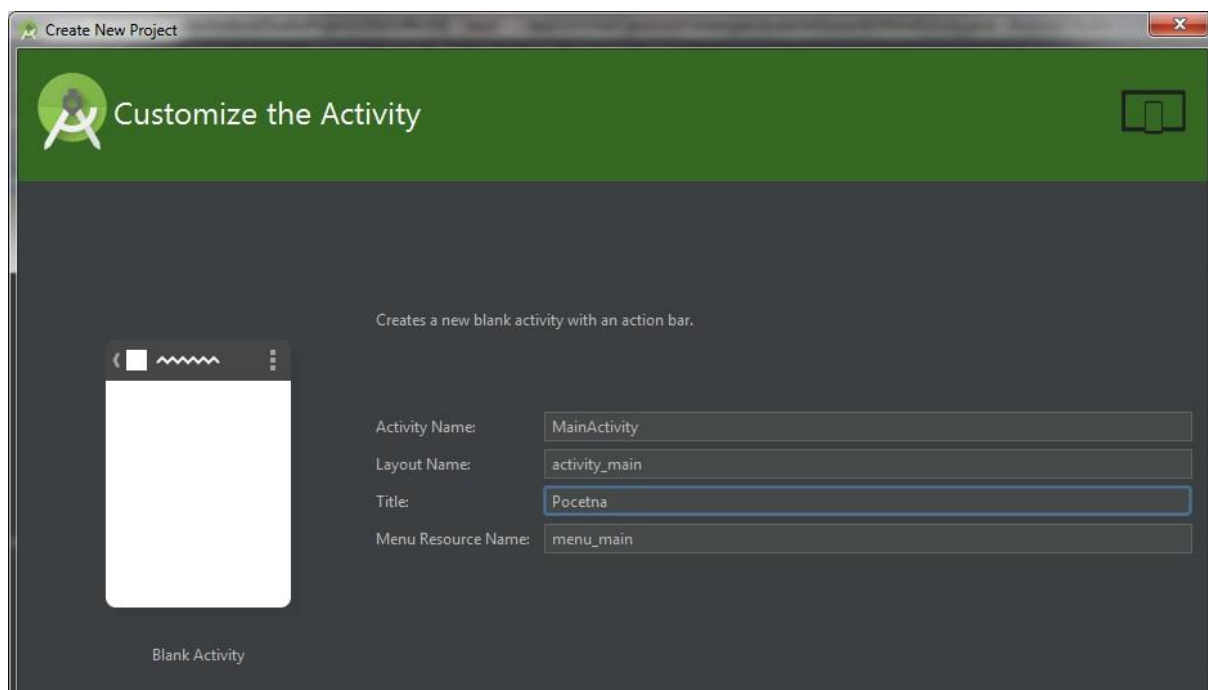 Create New Project
Customize the Activity
Creates a new blank activity with an action bar.
Activity Name: MainActivity
Layout Name: activity_main
Title: Pocetna
Menu Resource Name: menu_main
Blank Activity